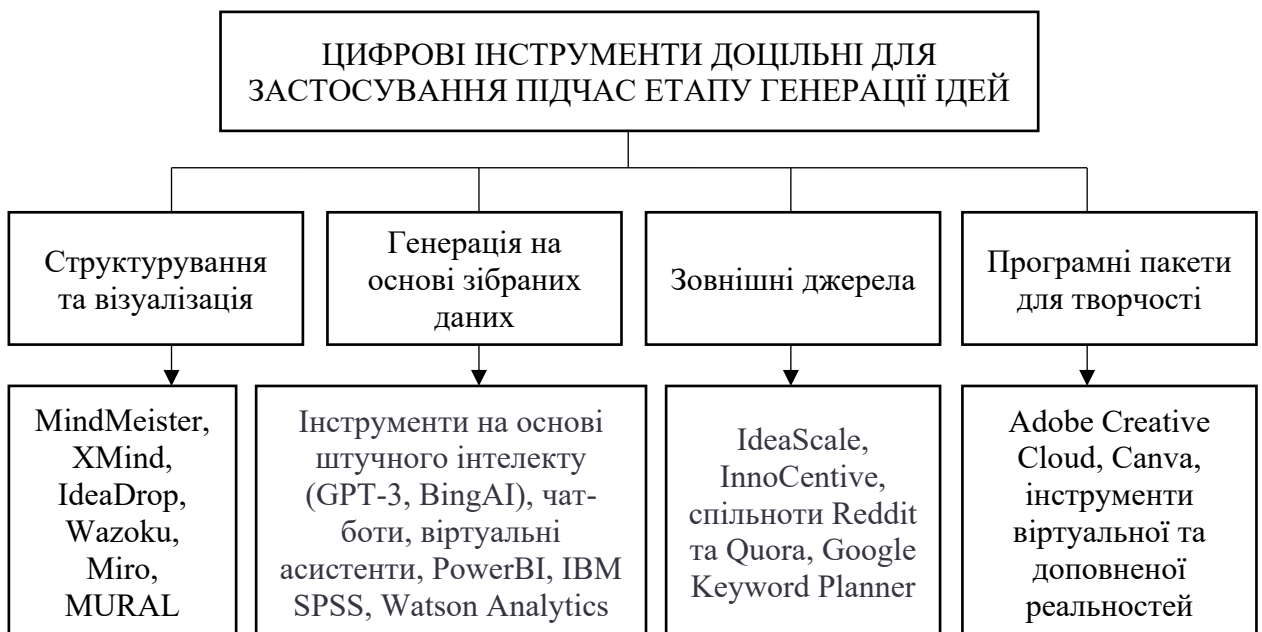 ЦИФРОВІ ІНСТРУМЕНТИ ДОЦІЛЬНІ ДЛЯ
ЗАСТОСУВАННЯ ПІДЧАС ЕТАПУ ГЕНЕРАЦІЇ ІДЕЙ
Структурування
та візуалізація
Генерація на
основі зібраних
даних
Зовнішні джерела
Програмні пакети
для творчості
MindMeister,
XMind,
IdeaDrop,
Wazoku,
Miro,
MURAL
Інструменти на основі
штучного інтелекту
(GPT-3, BingAI), чат-
боти, віртуальні
асистенти, PowerBI, IBM
SPSS, Watson Analytics
IdeaScale,
InnoCentive,
спільноти Reddit
та Quora, Google
Keyword Planner
Adobe Creative
Cloud, Canva,
інструменти
віртуальної та
доповненої
реальностей